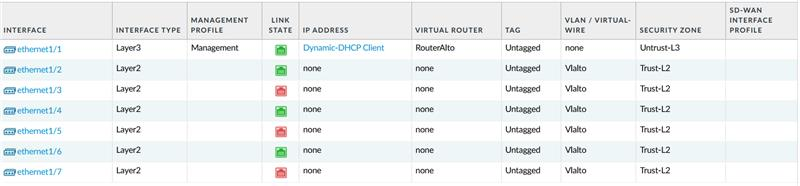 INTERFACE INTERFACE TYPE MANAGEMENT PROFILE LINK STATE IP ADDRESS VIRTUAL ROUTER TAG VLAN / VIRTUAL-WIRE SECURITY ZONE SD-WAN INTERFACE PROFILE
ethernet1/1 Layer3 Management Dynamic-DHCP Client RouterAlto Untagged none Untrust-L3
ethernet1/2 Layer2 none none Untagged Vlalto Trust-L2
ethernet1/3 Layer2 none none Untagged Vlalto Trust-L2
ethernet1/4 Layer2 none none Untagged Vlalto Trust-L2
ethernet1/5 Layer2 none none Untagged Vlalto Trust-L2
ethernet1/6 Layer2 none none Untagged Vlalto Trust-L2
ethernet1/7 Layer2 none none Untagged Vlalto Trust-L2